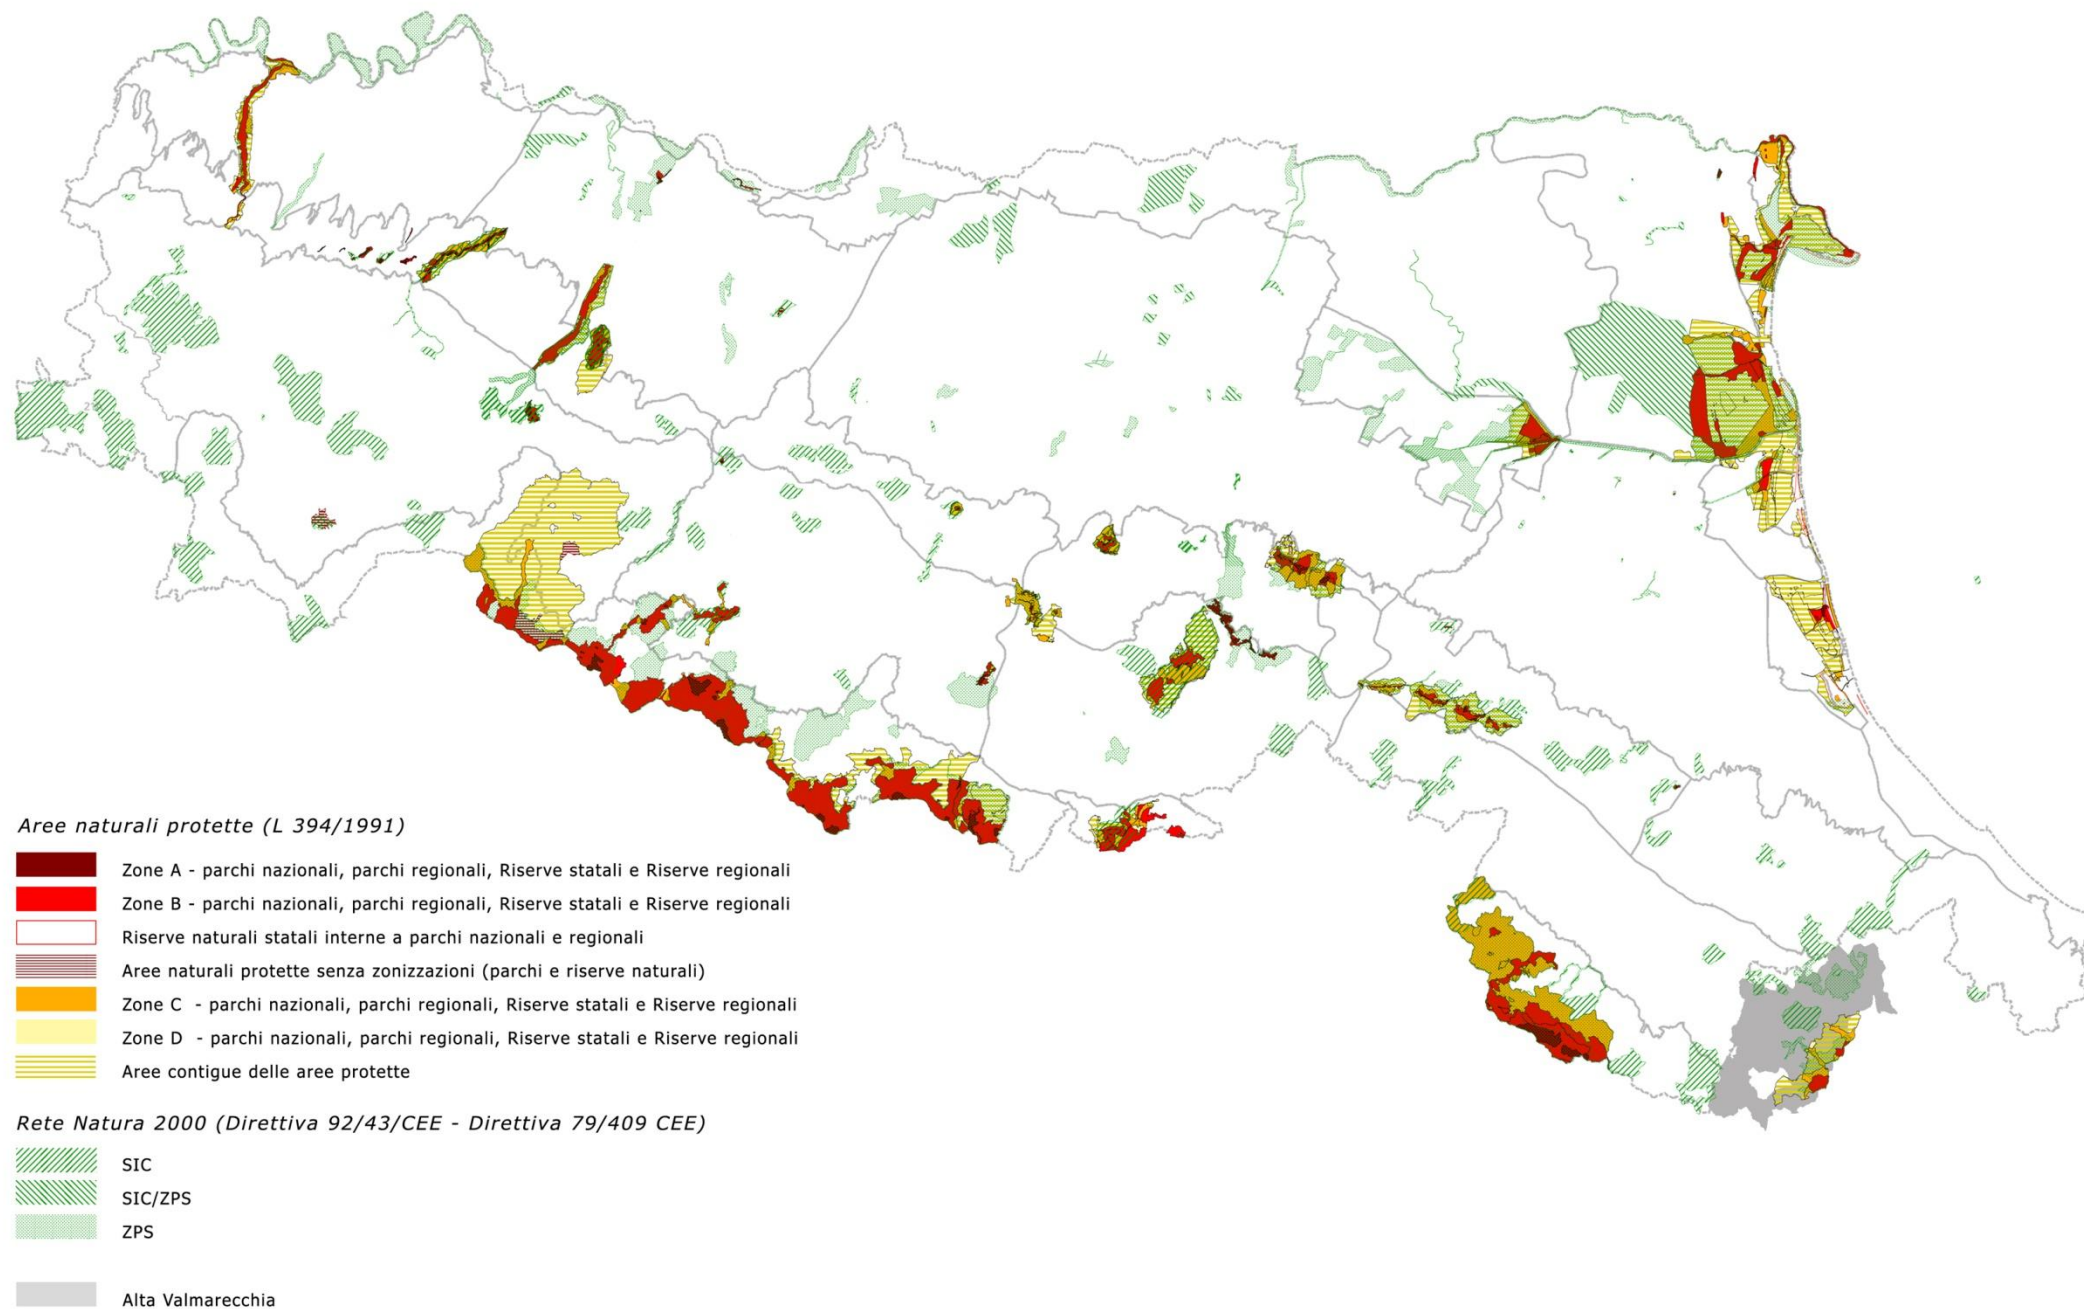 Aree naturali protette (L 394/1991)
Zone A - parchi nazionali, parchi regionali, Riserve statali e Riserve regionali
Zone B - parchi nazionali, parchi regionali, Riserve statali e Riserve regionali
Riserve naturali statali interne a parchi nazionali e regionali
Aree naturali protette senza zonizzazioni (parchi e riserve naturali)
Zone C - parchi nazionali, parchi regionali, Riserve statali e Riserve regionali
Zone D - parchi nazionali, parchi regionali, Riserve statali e Riserve regionali
Aree contigue delle aree protette
Rete Natura 2000 (Direttiva 92/43/CEE - Direttiva 79/409 CEE)
SIC
SIC/ZPS
ZPS
Alta Valmarecchia